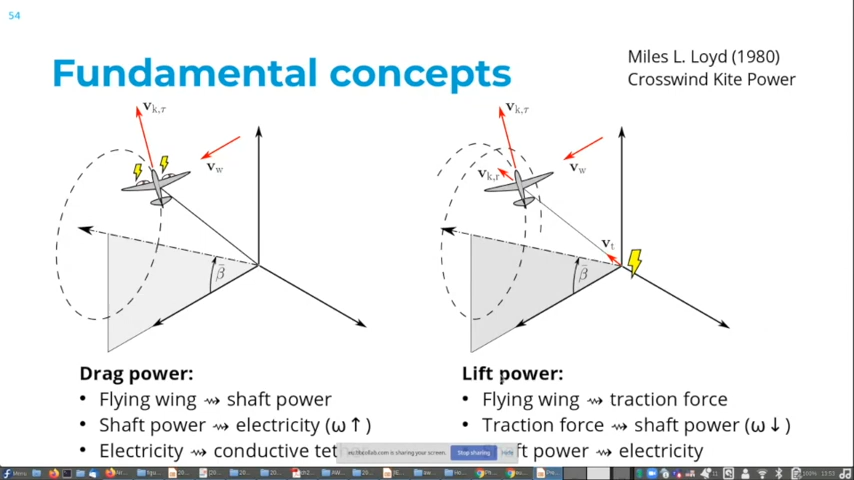 54
Fundamental concepts
Miles L. Loyd (1980)
Crosswind Kite Power
v_k,τ
v_w
β
v_k,τ
v_w
v_k,r
v_t
β
Drag power:
• Flying wing ⇝ shaft power
• Shaft power ⇝ electricity (ω↑)
• Electricity ⇝ conductive
Lift power:
• Flying wing ⇝ traction force
• Traction force ⇝ shaft power (ω↓)
power ⇝ electricity
is sharing your screen.
Stop sharing
Hide
Menu